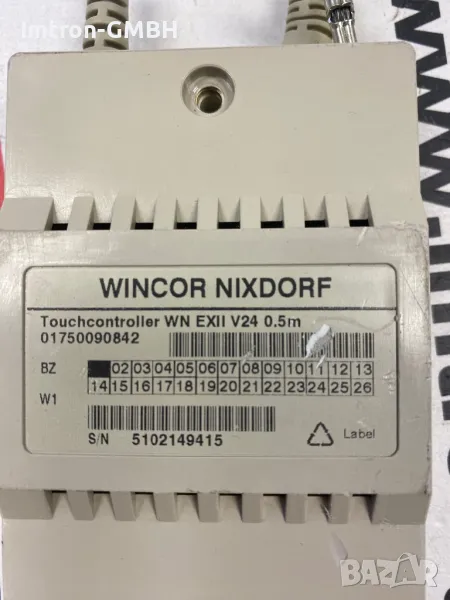 Imtron-GMBH
WINCOR NIXDORF
Touchcontroller WN EXII V24 0.5m
01750090842
BZ 02 03 04 05 06 07 08 09 10 11 12 13
14 15 16 17 18 19 20 21 22 23 24 25 26
W1
S/N 5102149415
Label
BAZAR